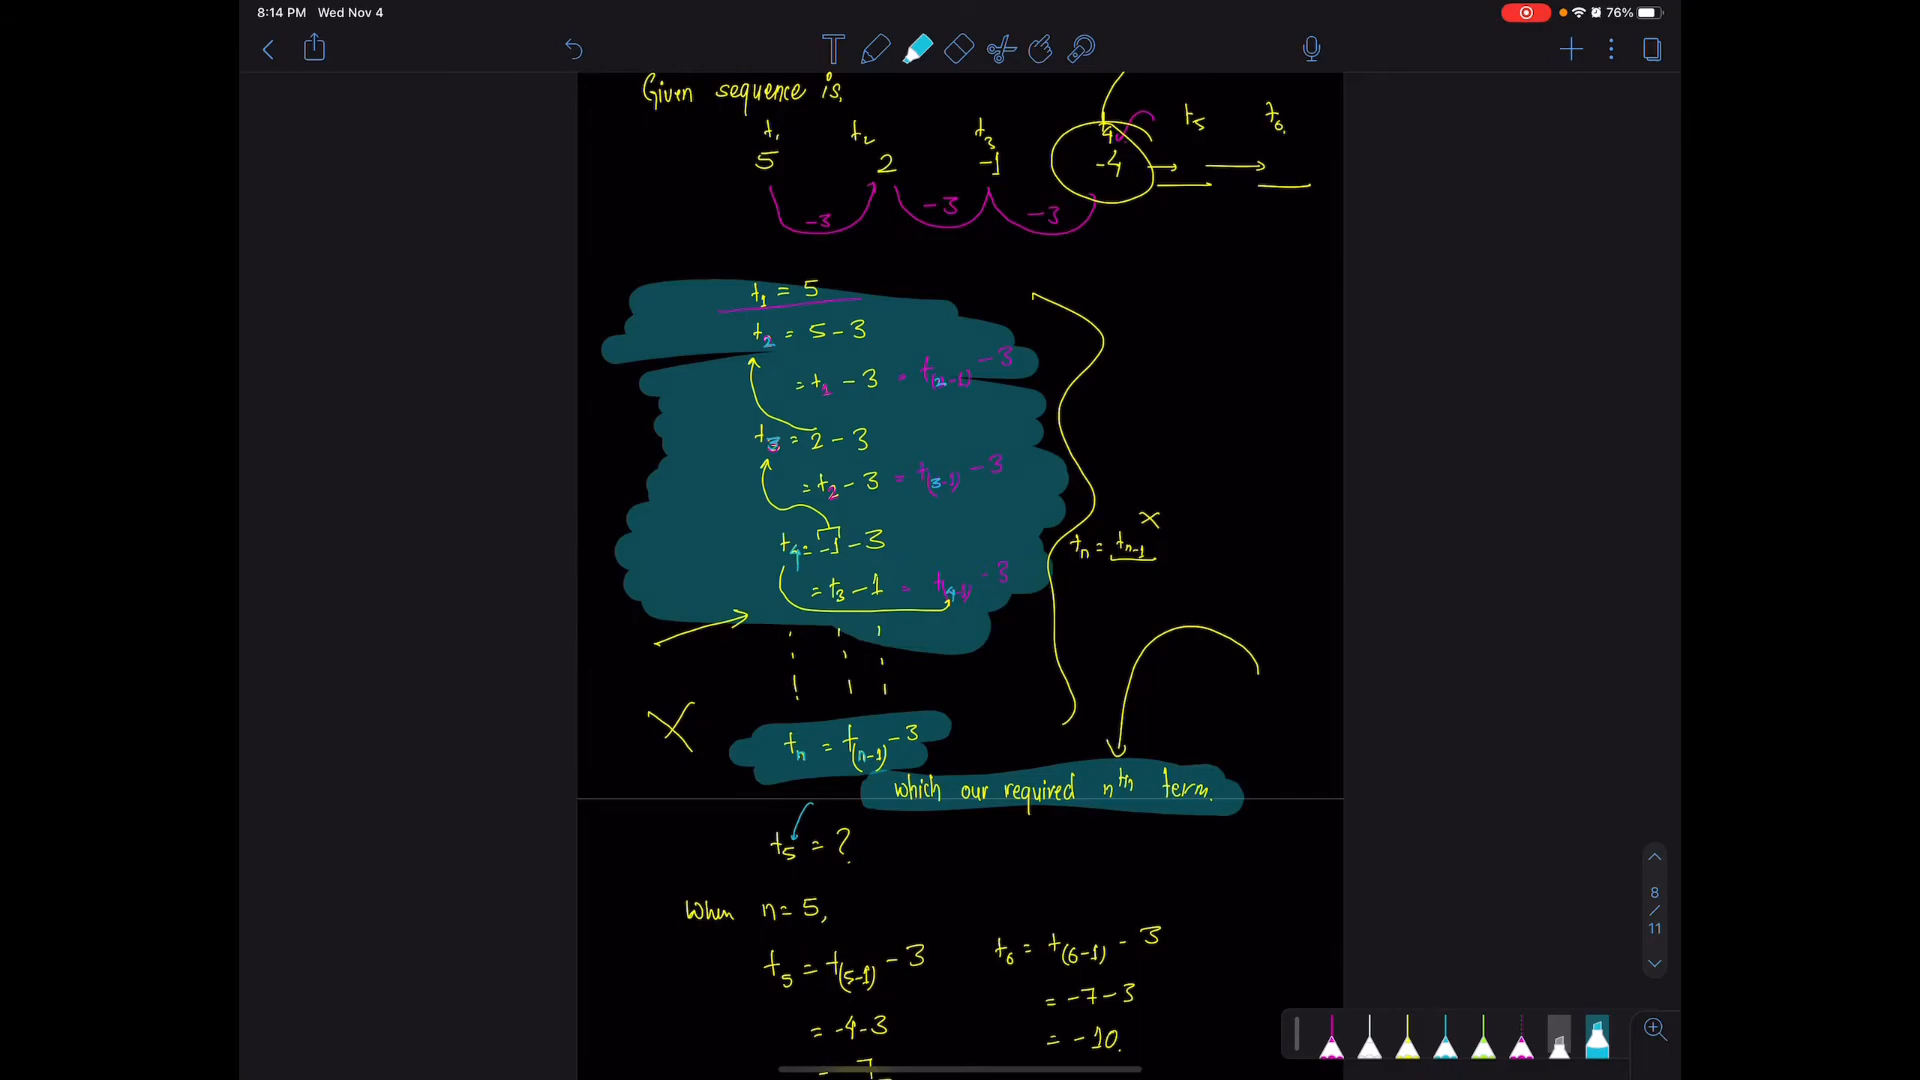 8:14 PM Wed Nov 4 76%
Given sequence is,
t₁ t₂ t₃ t₅ t₆
5 2 -1 -4
-3 -3 -3
t₁ = 5
t₂ = 5 - 3
= t₁ - 3 = t₍₂₋₁₎ - 3
t₃ = 2 - 3
= t₂ - 3 = t₍₃₋₁₎ - 3
t₄ = -1 - 3
= t₃ - 1 = t₍₄₋₁₎ - 3
tₙ = tₙ₋₁ ×
tₙ = t₍ₙ₋₁₎ - 3
which our required nth term.
t₅ = ?
When n = 5,
t₅ = t₍₅₋₁₎ - 3
= -4 - 3
= -7
t₆ = t₍₆₋₁₎ - 3
= -7 - 3
= -10.
8
/
11